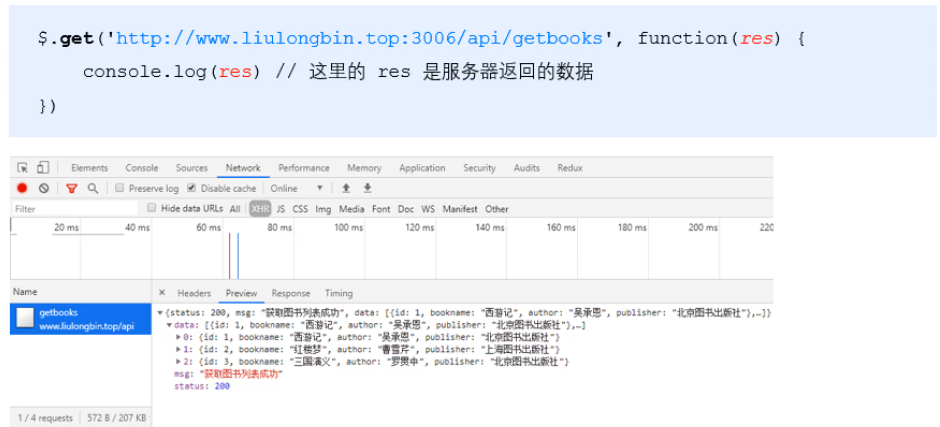 $.get('http://www.liulongbin.top:3006/api/getbooks', function(res) {
console.log(res) // 这里的 res 是服务器返回的数据
})
Elements Console Sources Network Performance Memory Application Security Audits Redux
Preserve log Disable cache Online
Filter Hide data URLs All XHR JS CSS Img Media Font Doc WS Manifest Other
20 ms 40 ms 60 ms 80 ms 100 ms 120 ms 140 ms 160 ms 180 ms 200 ms 220
Name × Headers Preview Response Timing
getbooks
www.liulongbin.top/api
▼{status: 200, msg: "获取图书列表成功", data: [{id: 1, bookname: "西游记", author: "吴承恩", publisher: "北京图书出版社"},…]}
▼data: [{id: 1, bookname: "西游记", author: "吴承恩", publisher: "北京图书出版社"},…]
▶0: {id: 1, bookname: "西游记", author: "吴承恩", publisher: "北京图书出版社"}
▶1: {id: 2, bookname: "红楼梦", author: "曹雪芹", publisher: "上海图书出版社"}
▶2: {id: 3, bookname: "三国演义", author: "罗贯中", publisher: "北京图书出版社"}
msg: "获取图书列表成功"
status: 200
1 / 4 requests 572 B / 207 KB